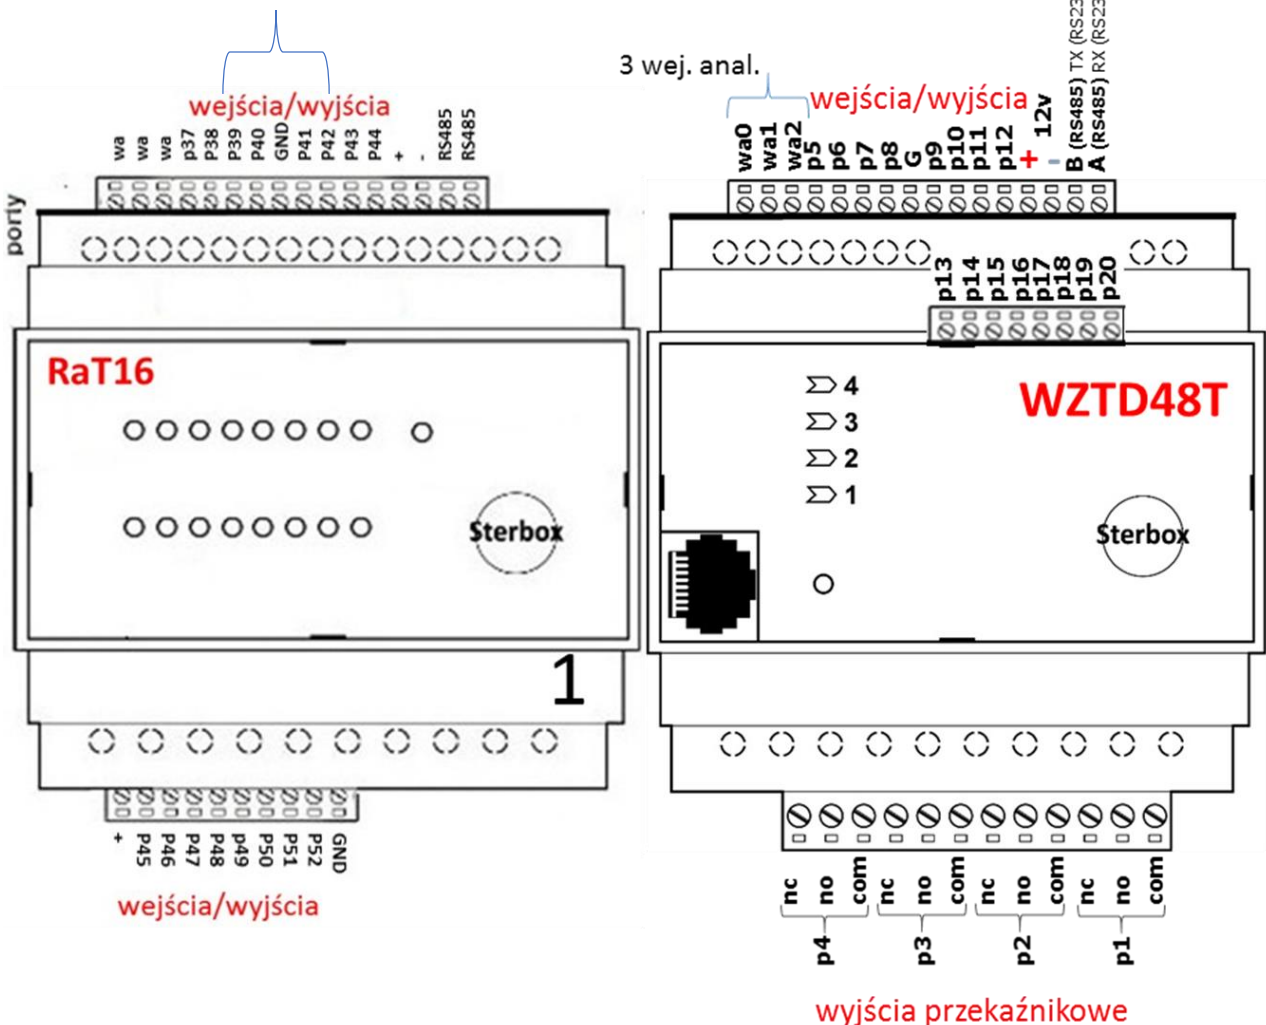 wejścia/wyjścia
wa
wa
wa
p37
P38
P39
P40
GND
P41
P42
P43
P44
+
-
RS485
RS485
porty
RaT16
Sterbox
1
+
P45
P46
P47
P48
p49
P50
P51
P52
GND
wejścia/wyjścia
3 wej. anal.
wejścia/wyjścia
wa0
wa1
wa2
p5
p6
p7
p8
G
p9
p10
p11
p12
+
12v
-
B (RS485) TX (RS23
A (RS485) RX (RS23
p13
p14
p15
p16
p17
p18
p19
p20
WZTD48T
4
3
2
1
Sterbox
nc
no
com
nc
no
com
nc
no
com
nc
no
com
p4
p3
p2
p1
wyjścia przekaźnikowe